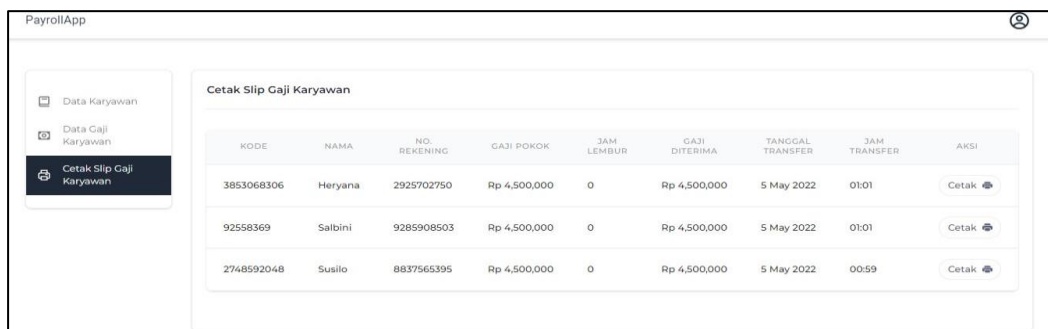 PayrollApp
Data Karyawan
Data Gaji
Karyawan
Cetak Slip Gaji
Karyawan
Cetak Slip Gaji Karyawan
KODE NAMA NO. REKENING GAJI POKOK JAM LEMBUR GAJI DITERIMA TANGGAL TRANSFER JAM TRANSFER AKSI
3853068306 Heryana 2925702750 Rp 4,500,000 0 Rp 4,500,000 5 May 2022 01:01 Cetak
92558369 Salbini 9285908503 Rp 4,500,000 0 Rp 4,500,000 5 May 2022 01:01 Cetak
2748592048 Susilo 8837565395 Rp 4,500,000 0 Rp 4,500,000 5 May 2022 00:59 Cetak